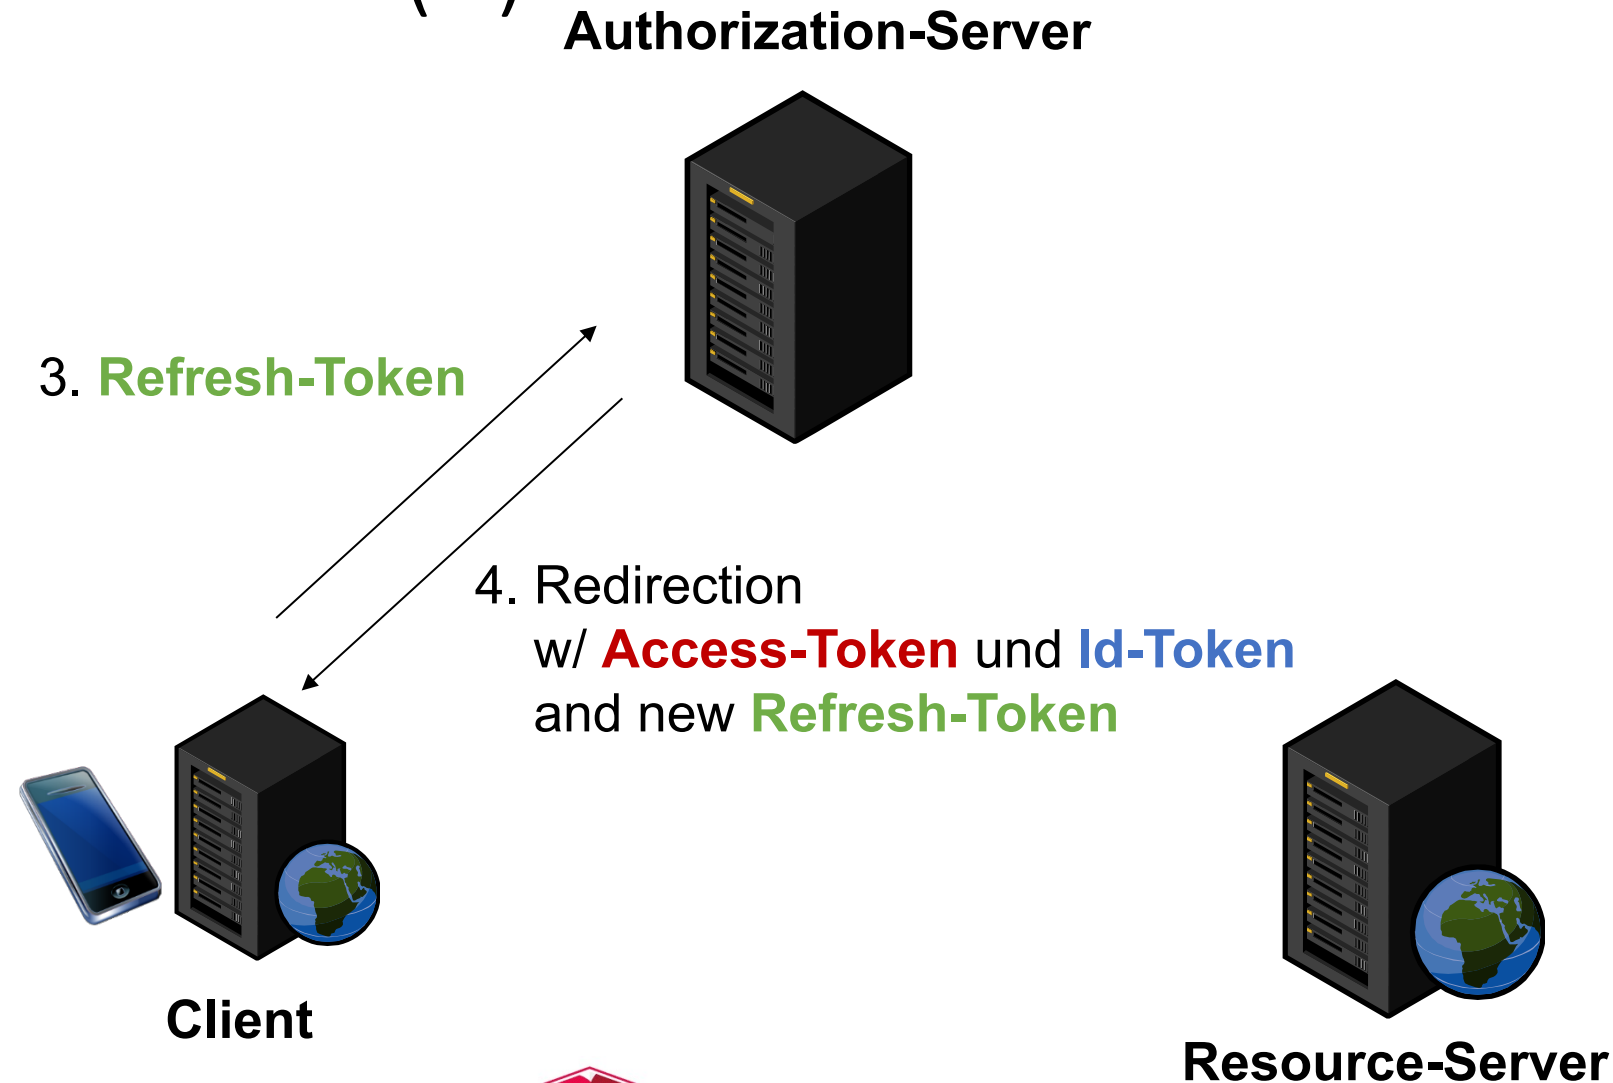 Authorization-Server
3. Refresh-Token
4. Redirection
w/ Access-Token und Id-Token
and new Refresh-Token
Client
Resource-Server